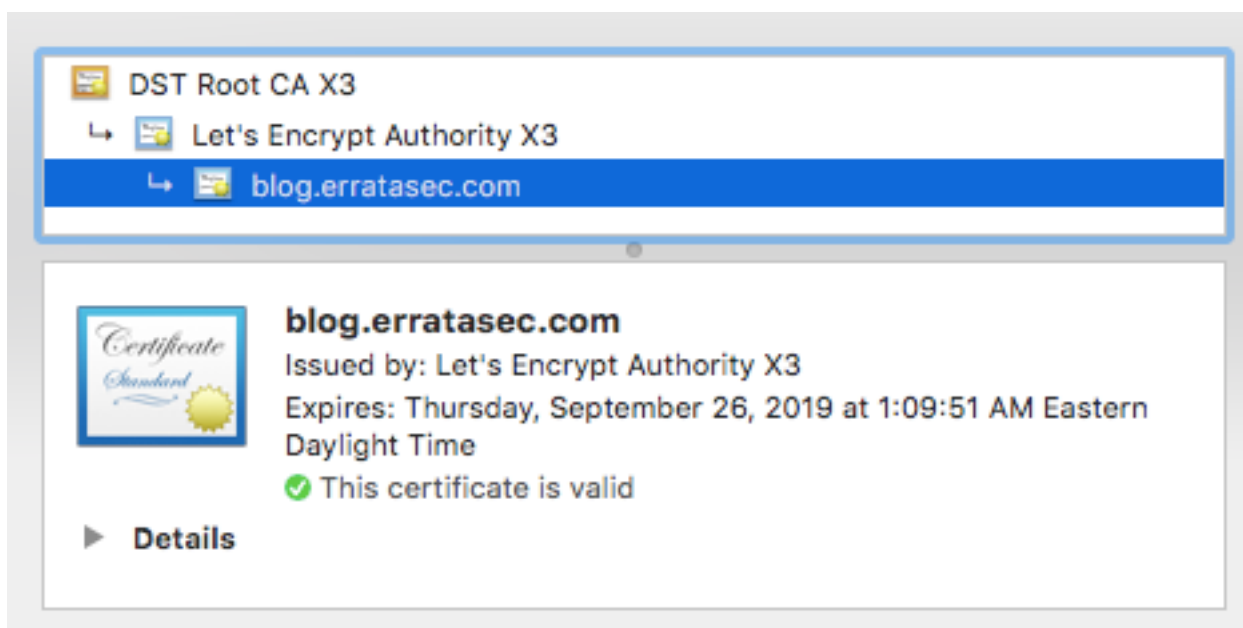 DST Root CA X3
↳ Let's Encrypt Authority X3
↳ blog.erratasec.com
Certificate
Standard
blog.erratasec.com
Issued by: Let's Encrypt Authority X3
Expires: Thursday, September 26, 2019 at 1:09:51 AM Eastern
Daylight Time
This certificate is valid
Details